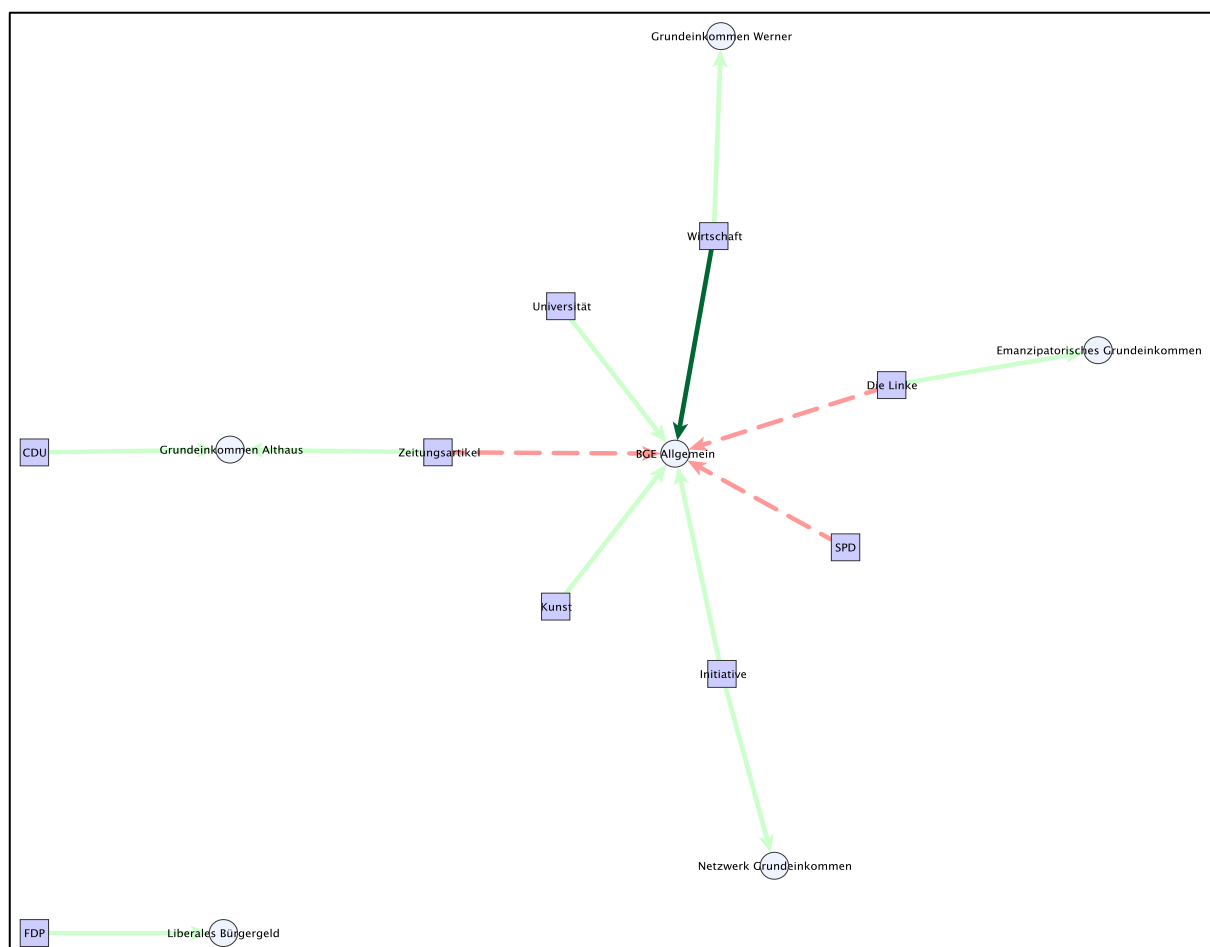 Grundeinkommen Werner
Wirtschaft
Universität
Emanzipatorisches Grundeinkommen
Die Linke
CDU
Grundeinkommen Althaus
Zeitungsartikel
BGE Allgemein
SPD
Kunst
Initiative
Netzwerk Grundeinkommen
FDP
Liberales Bürgergeld